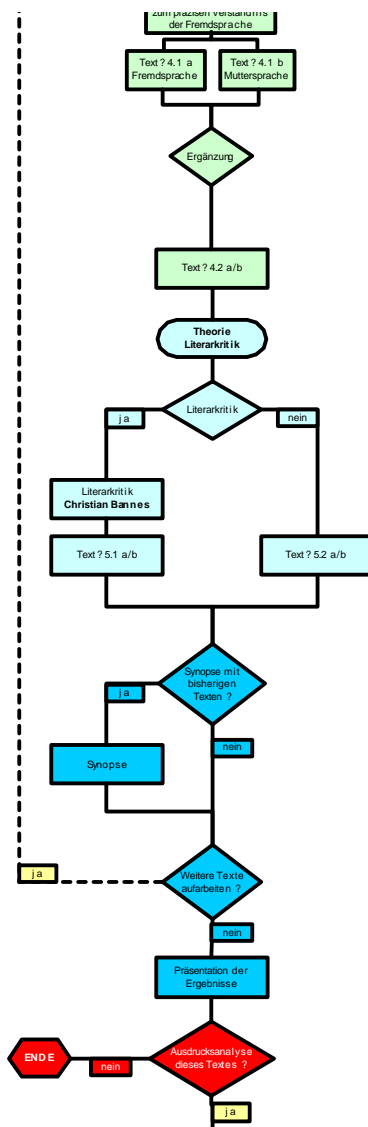 zum präzisen Verständnis
der Fremdsprache
Text ? 4.1 a
Fremdsprache
Text ? 4.1 b
Muttersprache
Ergänzung
Text ? 4.2 a/b
Theorie
Literarkritik
Literarkritik
ja
nein
Literarkritik
Christian Bannes
Text ? 5.1 a/b
Text ? 5.2 a/b
Synopse mit
bisherigen
Texten ?
ja
nein
Synopse
Weitere Texte
aufarbeiten ?
ja
nein
Präsentation der
Ergebnisse
Ausdrucksanalyse
dieses Textes ?
ENDE
nein
ja